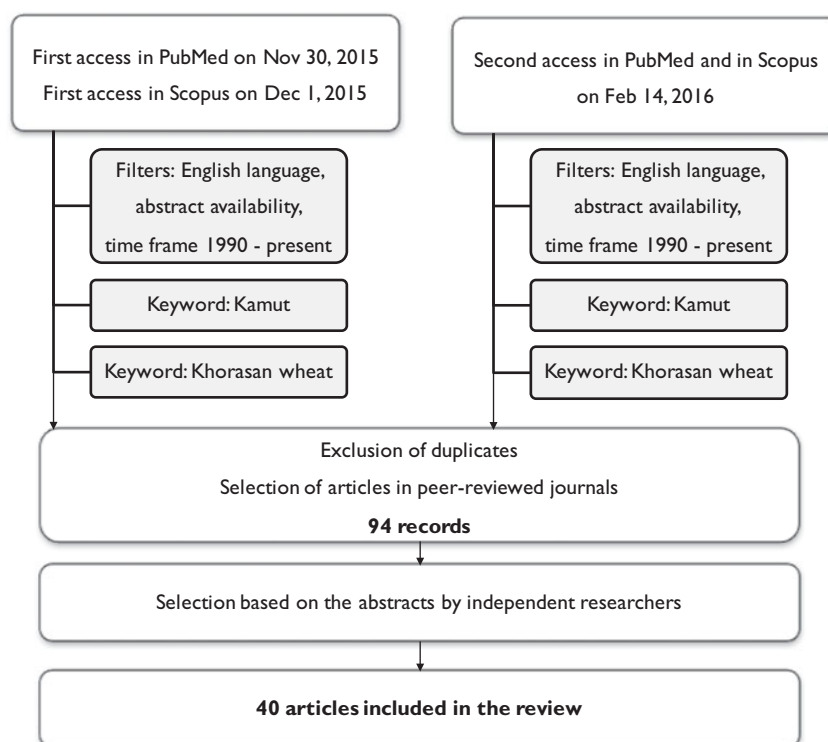 First access in PubMed on Nov 30, 2015
First access in Scopus on Dec 1, 2015
Filters: English language,
abstract availability,
time frame 1990 - present
Keyword: Kamut
Keyword: Khorasan wheat
Second access in PubMed and in Scopus
on Feb 14, 2016
Filters: English language,
abstract availability,
time frame 1990 - present
Keyword: Kamut
Keyword: Khorasan wheat
Exclusion of duplicates
Selection of articles in peer-reviewed journals
94 records
Selection based on the abstracts by independent researchers
40 articles included in the review